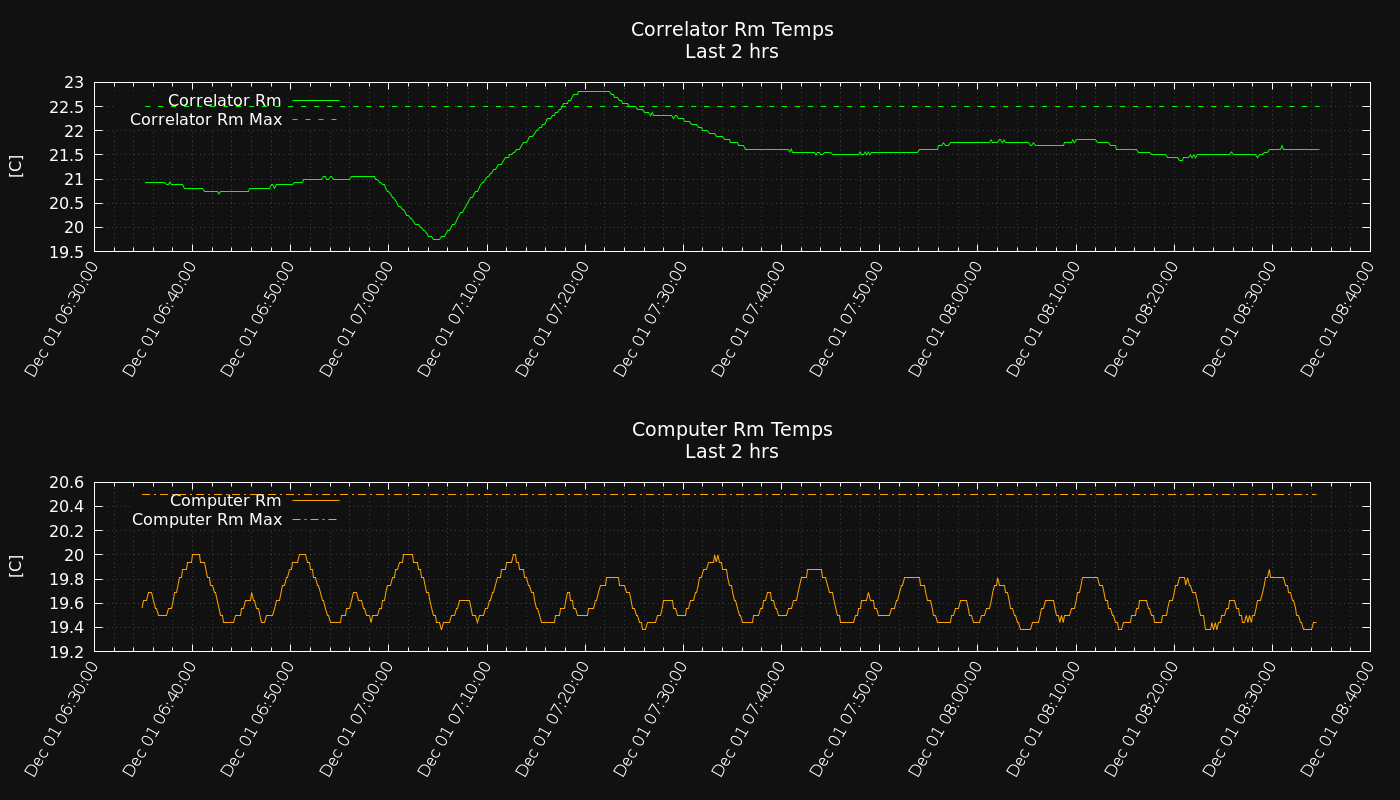 Correlator Rm Temps
Last 2 hrs
23
22.5
22
21.5
21
20.5
20
19.5
[C]
Correlator Rm
Correlator Rm Max
Dec 01 06:30:00
Dec 01 06:40:00
Dec 01 06:50:00
Dec 01 07:00:00
Dec 01 07:10:00
Dec 01 07:20:00
Dec 01 07:30:00
Dec 01 07:40:00
Dec 01 07:50:00
Dec 01 08:00:00
Dec 01 08:10:00
Dec 01 08:20:00
Dec 01 08:30:00
Dec 01 08:40:00
Computer Rm Temps
Last 2 hrs
20.6
20.4
20.2
20
19.8
19.6
19.4
19.2
[C]
Computer Rm
Computer Rm Max
Dec 01 06:30:00
Dec 01 06:40:00
Dec 01 06:50:00
Dec 01 07:00:00
Dec 01 07:10:00
Dec 01 07:20:00
Dec 01 07:30:00
Dec 01 07:40:00
Dec 01 07:50:00
Dec 01 08:00:00
Dec 01 08:10:00
Dec 01 08:20:00
Dec 01 08:30:00
Dec 01 08:40:00